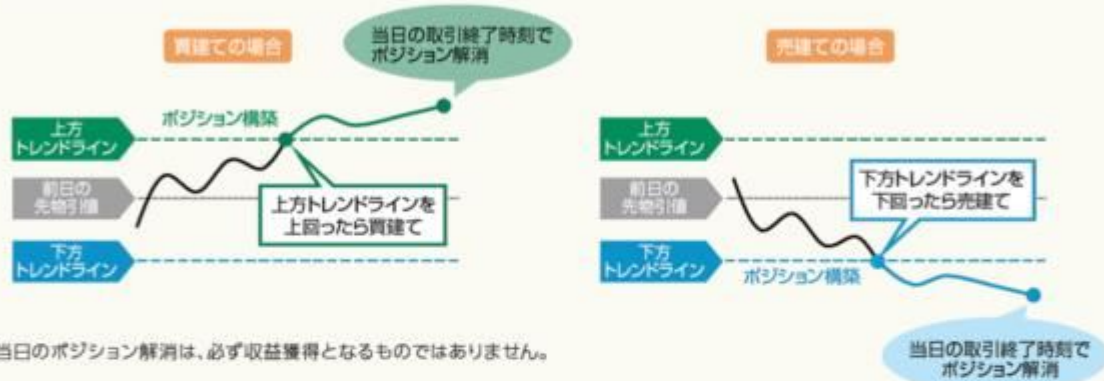 買建ての場合
当日の取引終了時刻で
ポジション解消
上方
トレンドライン
ポジション構築
前日の
先物引値
上方トレンドラインを
上回ったら買建て
下方
トレンドライン
売建ての場合
上方
トレンドライン
前日の
先物引値
下方トレンドラインを
下回ったら売建て
下方
トレンドライン
ポジション構築
当日の取引終了時刻で
ポジション解消
当日のポジション解消は、必ず収益獲得となるものではありません。